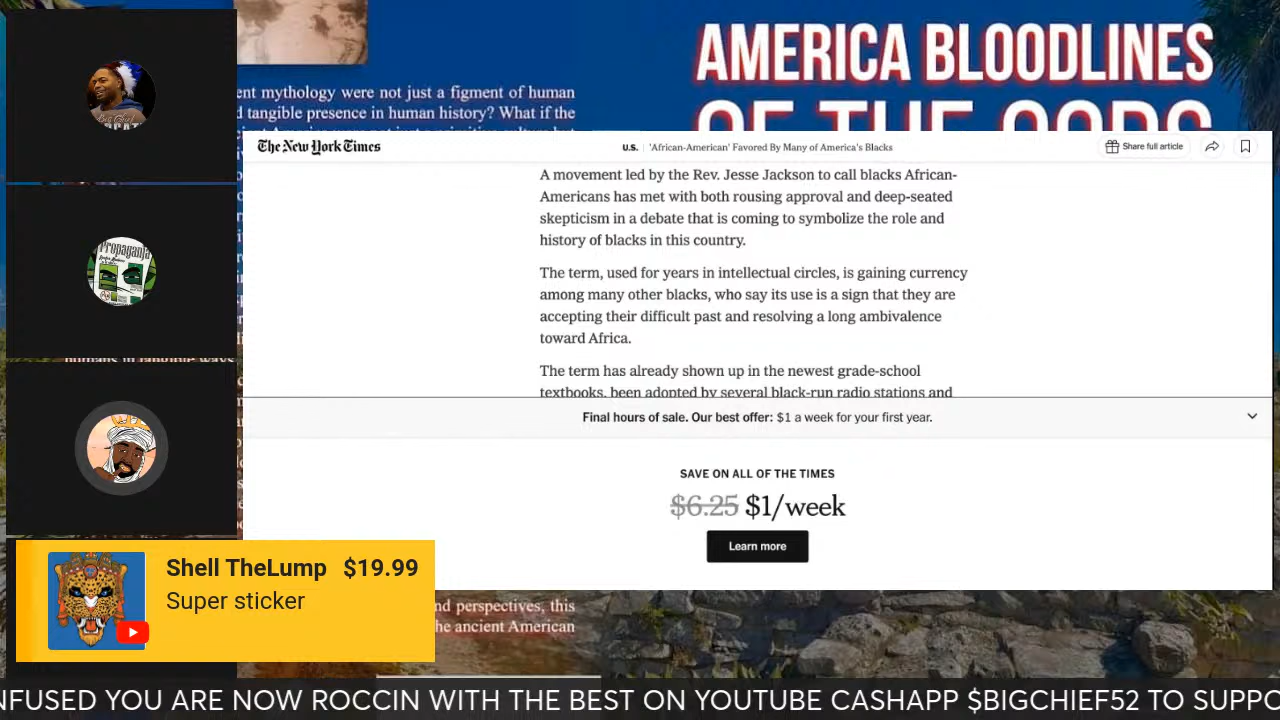 AMERICA BLOODLINES
OF THE GODS
ent mythology were not just a figment of human
d tangible presence in human history? What if the
The New York Times
U.S. | 'African-American' Favored By Many of America's Blacks
Share full article
A movement led by the Rev. Jesse Jackson to call blacks African-
Americans has met with both rousing approval and deep-seated
skepticism in a debate that is coming to symbolize the role and
history of blacks in this country.
The term, used for years in intellectual circles, is gaining currency
among many other blacks, who say its use is a sign that they are
accepting their difficult past and resolving a long ambivalence
toward Africa.
The term has already shown up in the newest grade-school
textbooks, been adopted by several black-run radio stations and
Final hours of sale. Our best offer: $1 a week for your first year.
SAVE ON ALL OF THE TIMES
$6.25 $1/week
Learn more
Propaganja
Shell TheLump $19.99
Super sticker
nd perspectives, this
he ancient American
NFUSED YOU ARE NOW ROCCIN WITH THE BEST ON YOUTUBE CASHAPP $BIGCHIEF52 TO SUPPO